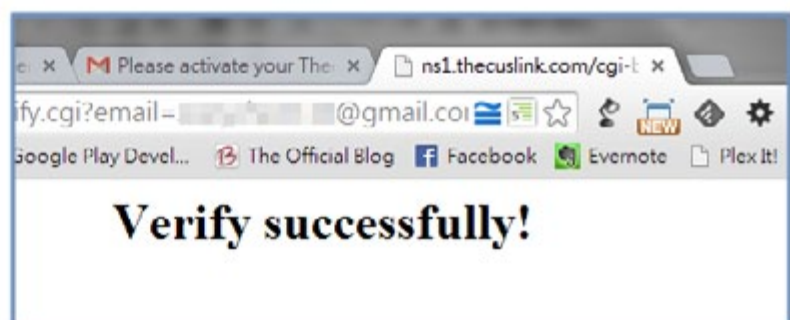 Please activate your The
ns1.thecuslink.com/cgi-b
ify.cgi?email=
@gmail.co
NEW
Google Play Devel... The Official Blog Facebook Evernote Plex It!
Verify successfully!